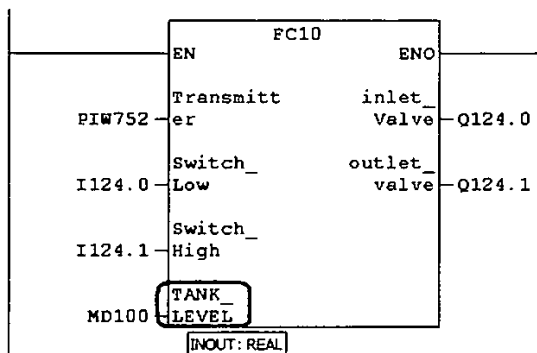 FC10
EN ENO
Transmitt inlet_
PIW752 er Valve Q124.0
Switch_ outlet_
I124.0 Low valve Q124.1
Switch_
I124.1 High
TANK_
MD100 LEVEL
INOUT: REAL